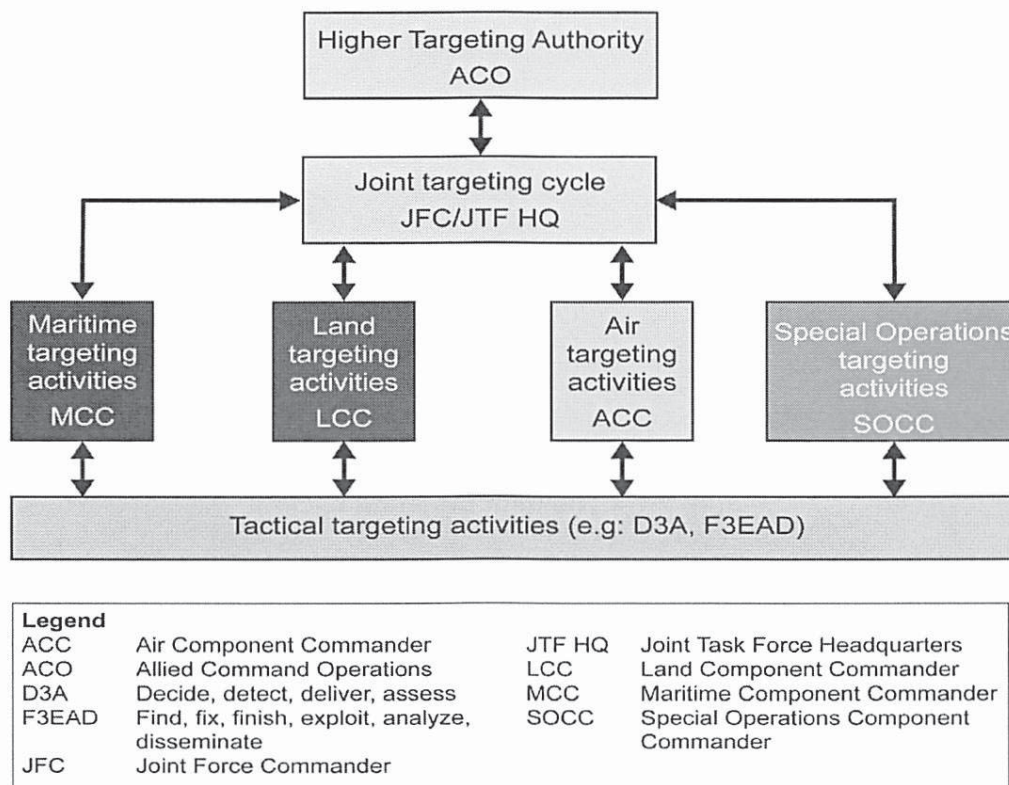 Higher Targeting Authority
ACO
Joint targeting cycle
JFC/JTF HQ
Maritime
targeting
activities
MCC
Land
targeting
activities
LCC
Air
targeting
activities
ACC
Special Operations
targeting
activities
SOCC
Tactical targeting activities (e.g: D3A, F3EAD)
Legend
ACC Air Component Commander
ACO Allied Command Operations
D3A Decide, detect, deliver, assess
F3EAD Find, fix, finish, exploit, analyze,
disseminate
JFC Joint Force Commander
JTF HQ Joint Task Force Headquarters
LCC Land Component Commander
MCC Maritime Component Commander
SOCC Special Operations Component
Commander